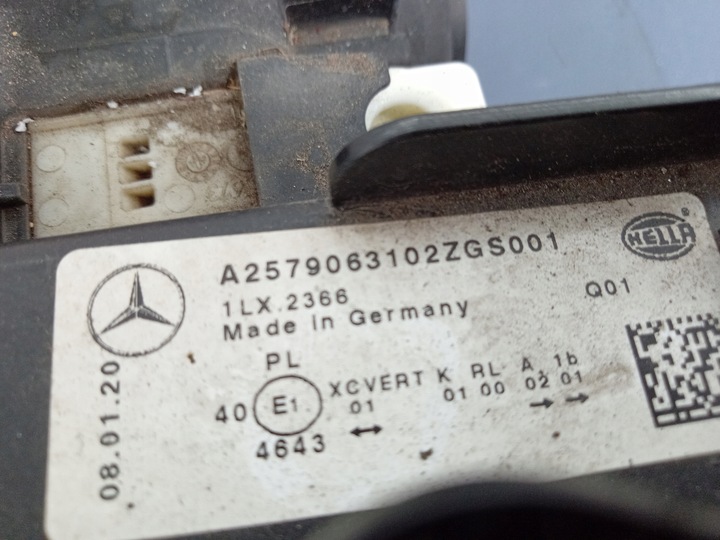 A2579063102ZGS001
1LX.2366
Made in Germany
HELLA
®
Q01
PL
40 E1 XCVERT K RL A, 1b
01 01 00 02 01
4643 ↔ → →
08.01.20